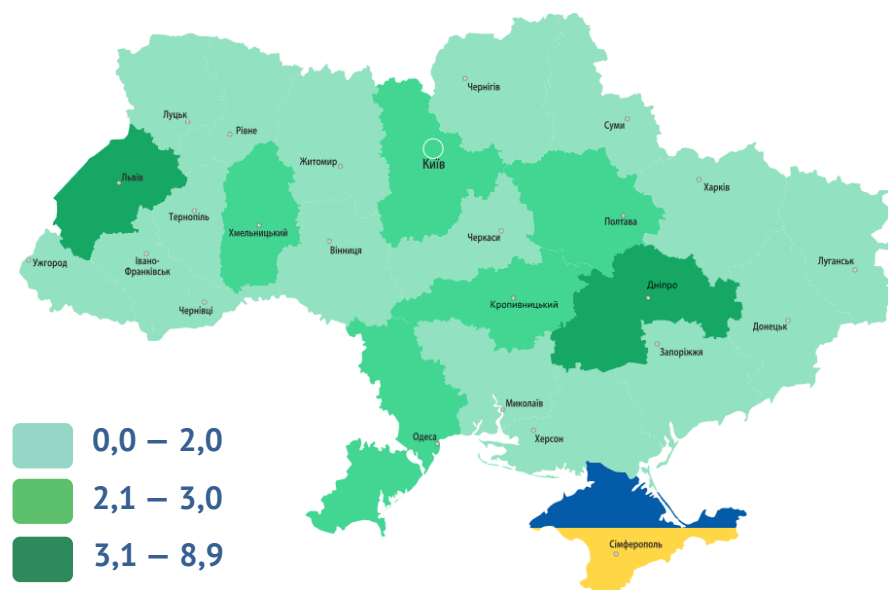 Чернігів
Луцьк
Суми
Рівне
Київ
Житомир
Львів
Харків
Тернопіль
Полтава
Хмельницький
Черкаси
Вінниця
Ужгород
Івано-
Франківськ
Луганськ
Дніпро
Чернівці
Кропивницький
Донецьк
Запоріжжя
Миколаїв
Херсон
Одеса
0,0 — 2,0
2,1 — 3,0
3,1 — 8,9
Сімферополь